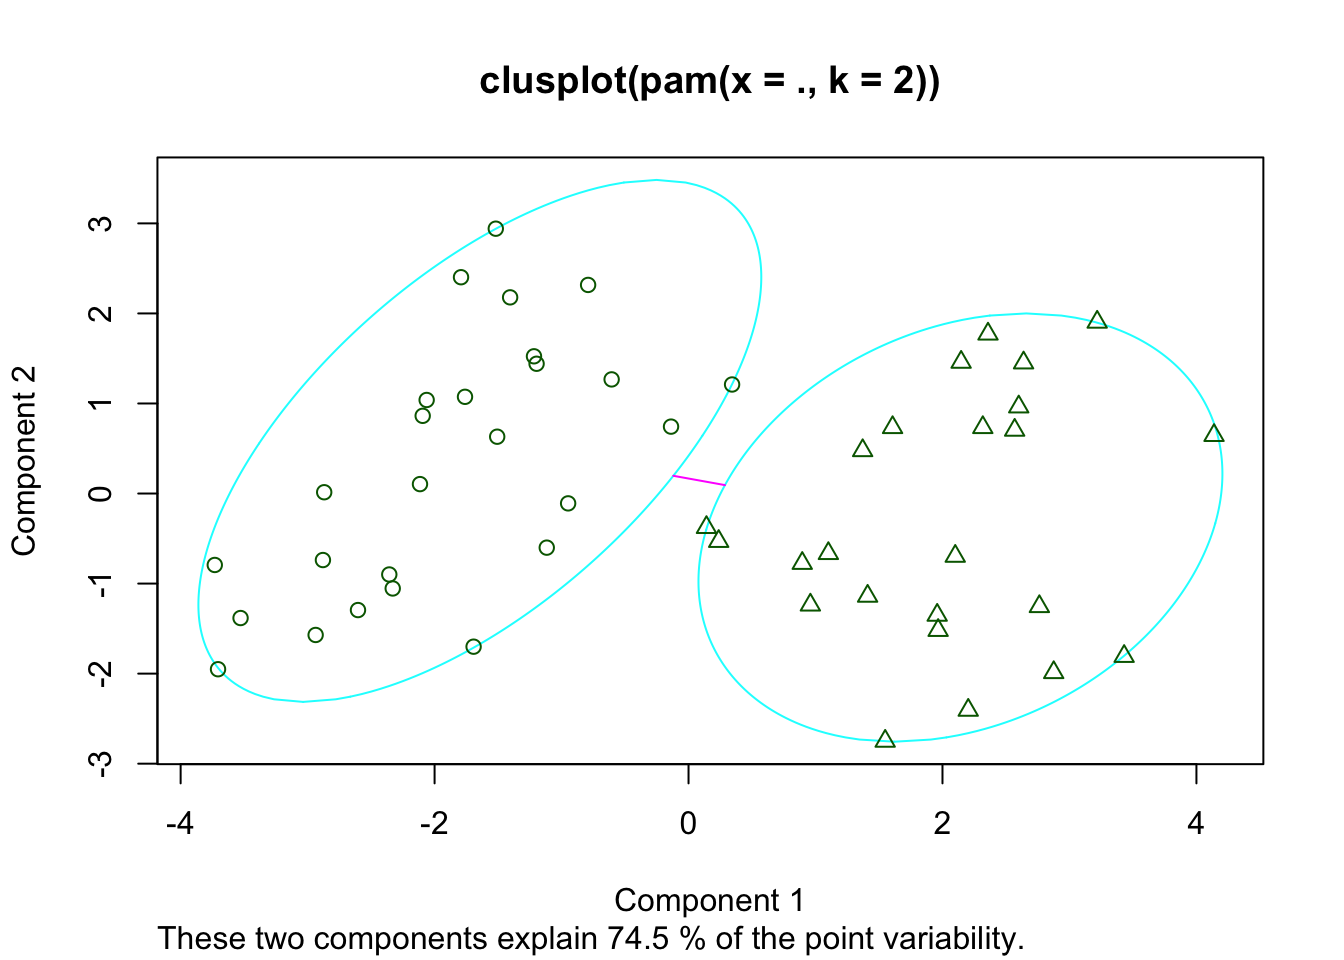 clusplot(pam(x = ., k = 2))
Component 2
3
2
1
0
-1
-2
-3
-4 -2 0 2 4
Component 1
These two components explain 74.5 % of the point variability.